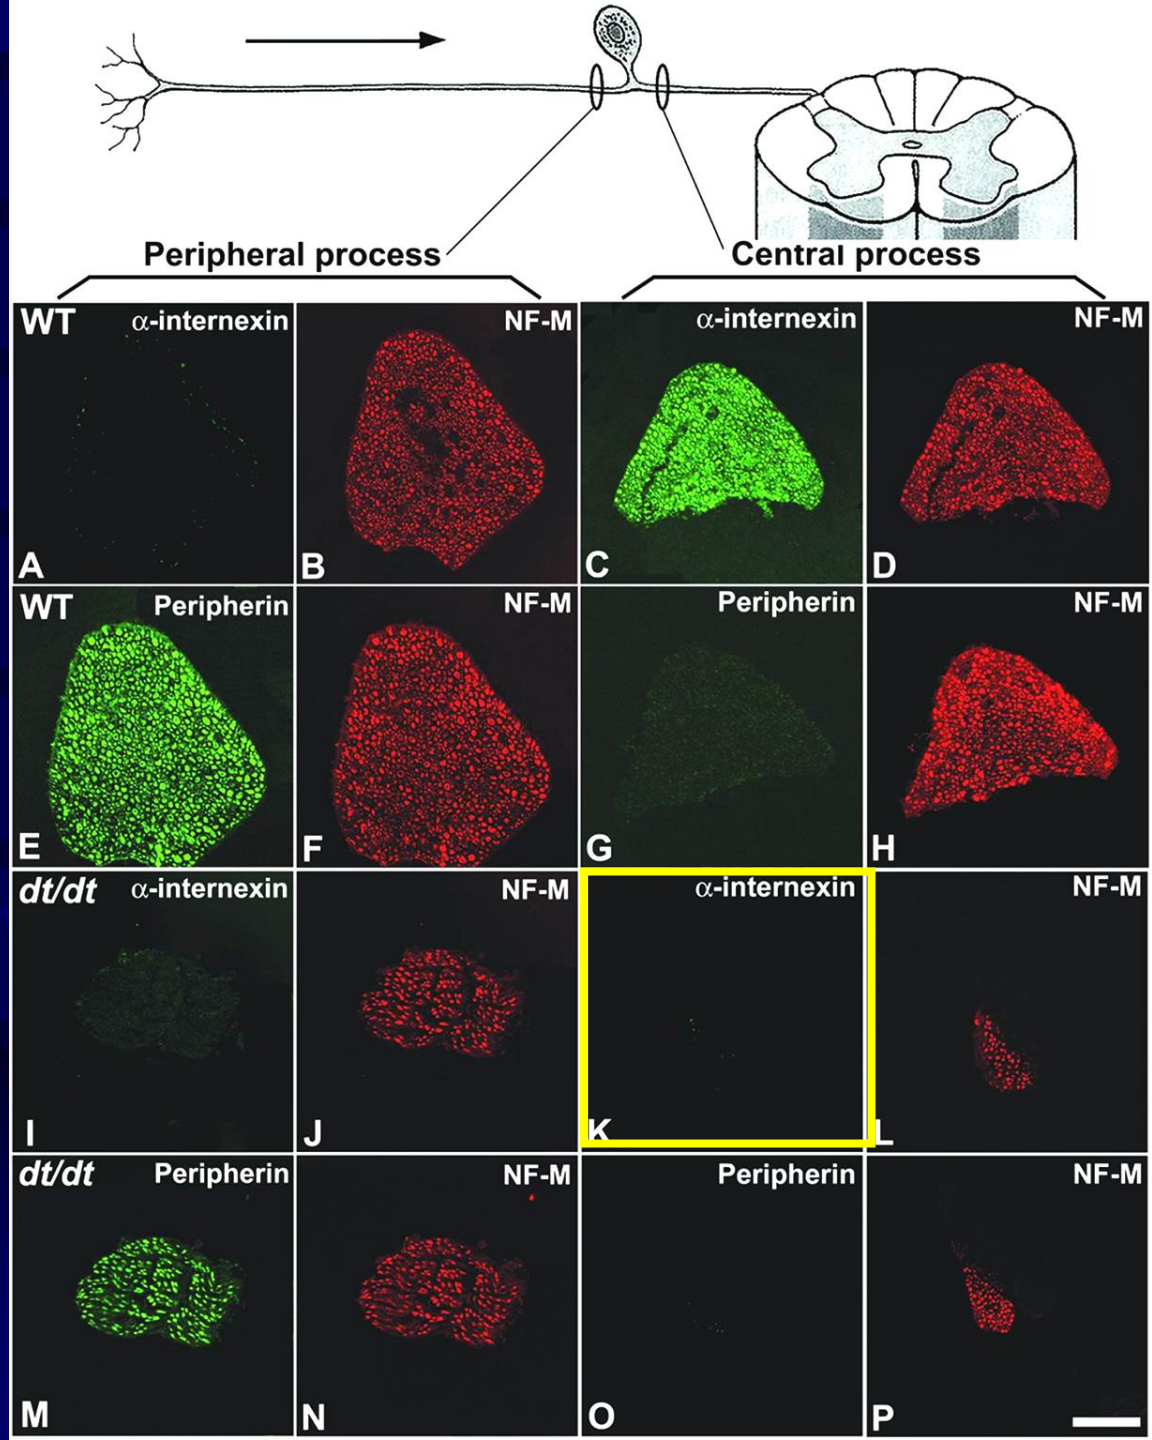 Peripheral process
Central process
WT α-internexin
NF-M
α-internexin
NF-M
A
B
C
D
WT Peripherin
NF-M
Peripherin
NF-M
E
F
G
H
dt/dt α-internexin
NF-M
α-internexin
NF-M
I
J
K
L
dt/dt Peripherin
NF-M
Peripherin
NF-M
M
N
O
P